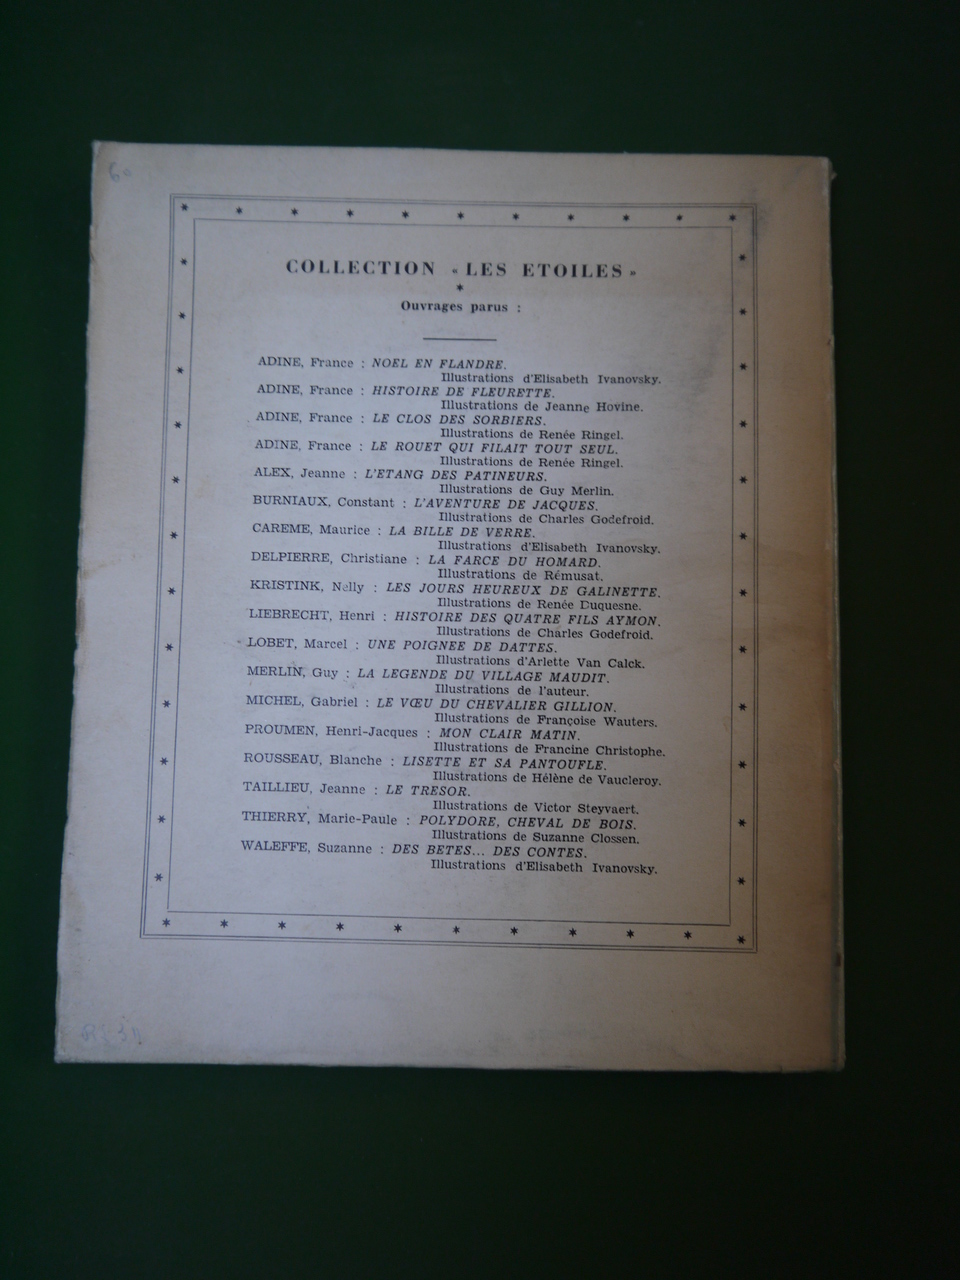 60
COLLECTION « LES ETOILES »
*
Ouvrages parus :
ADINE, France : NOEL EN FLANDRE.
Illustrations d'Elisabeth Ivanovsky.
ADINE, France : HISTOIRE DE FLEURETTE.
Illustrations de Jeanne Hovine.
ADINE, France : LE CLOS DES SORBIERS.
Illustrations de Renée Ringel.
ADINE, France : LE ROUET QUI FILAIT TOUT SEUL.
Illustrations de Renée Ringel.
ALEX, Jeanne : L'ETANG DES PATINEURS.
Illustrations de Guy Merlin.
BURNIAUX, Constant : L'AVENTURE DE JACQUES.
Illustrations de Charles Godefroid.
CAREME, Maurice : LA BILLE DE VERRE.
Illustrations d'Elisabeth Ivanovsky.
DELPIERRE, Christiane : LA FARCE DU HOMARD.
Illustrations de Rémusat.
KRISTINK, Nelly : LES JOURS HEUREUX DE GALINETTE.
Illustrations de Renée Duquesne.
LIEBRECHT, Henri : HISTOIRE DES QUATRE FILS AYMON.
Illustrations de Charles Godefroid.
LOBET, Marcel : UNE POIGNEE DE DATTES.
Illustrations d'Arlette Van Calck.
MERLIN, Guy : LA LEGENDE DU VILLAGE MAUDIT.
Illustrations de l'auteur.
MICHEL, Gabriel : LE VŒU DU CHEVALIER GILLION.
Illustrations de Françoise Wauters.
PROUMEN, Henri-Jacques : MON CLAIR MATIN.
Illustrations de Francine Christophe.
ROUSSEAU, Blanche : LISETTE ET SA PANTOUFLE.
Illustrations de Hélène de Vaucleroy.
TAILLIEU, Jeanne : LE TRESOR.
Illustrations de Victor Steyvaert.
THIERRY, Marie-Paule : POLYDORE, CHEVAL DE BOIS.
Illustrations de Suzanne Clossen.
WALEFFE, Suzanne : DES BETES... DES CONTES.
Illustrations d'Elisabeth Ivanovsky.